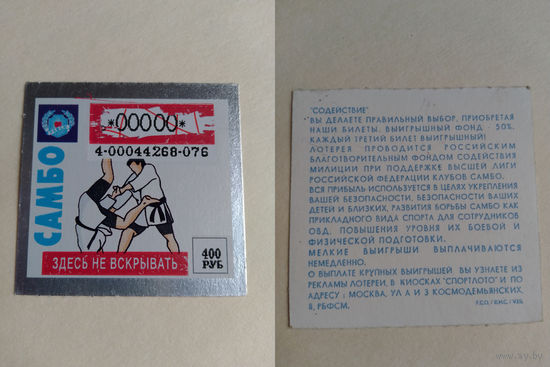 *00000*
4-00044268-076
САМБО
ЗДЕСЬ НЕ ВСКРЫВАТЬ
400
РУБ
"СОДЕЙСТВИЕ"
ВЫ ДЕЛАЕТЕ ПРАВИЛЬНЫЙ ВЫБОР, ПРИОБРЕТАЯ
НАШИ БИЛЕТЫ. ВЫИГРЫШНЫЙ ФОНД 50%.
КАЖДЫЙ ТРЕТИЙ БИЛЕТ ВЫИГРЫШНЫЙ!
ЛОТЕРЕЯ ПРОВОДИТСЯ РОССИЙСКИМ
БЛАГОТВОРИТЕЛЬНЫМ ФОНДОМ СОДЕЙСТВИЯ
МИЛИЦИИ ПРИ ПОДДЕРЖКЕ ВЫСШЕЙ ЛИГИ
РОССИЙСКОЙ ФЕДЕРАЦИИ КЛУБОВ САМБО.
ВСЯ ПРИБЫЛЬ ИСПОЛЬЗУЕТСЯ В ЦЕЛЯХ УКРЕПЛЕНИЯ
ВАШЕЙ БЕЗОПАСНОСТИ, БЕЗОПАСНОСТИ ВАШИХ
ДЕТЕЙ И БЛИЗКИХ, РАЗВИТИЯ БОРЬБЫ САМБО КАК
ПРИКЛАДНОГО ВИДА СПОРТА ДЛЯ СОТРУДНИКОВ
ОВД, ПОВЫШЕНИЯ УРОВНЯ ИХ БОЕВОЙ И
ФИЗИЧЕСКОЙ ПОДГОТОВКИ.
МЕЛКИЕ ВЫИГРЫШИ ВЫПЛАЧИВАЮТСЯ
НЕМЕДЛЕННО.
О ВЫПЛАТЕ КРУПНЫХ ВЫИГРЫШЕЙ ВЫ УЗНАЕТЕ ИЗ
РЕКЛАМЫ ЛОТЕРЕИ, В КИОСКАХ "СПОРТЛОТО" И ПО
АДРЕСУ : МОСКВА, УЛ А И З КОСМОДЕМЬЯНСКИХ,
8, РБФСМ.
ay.by